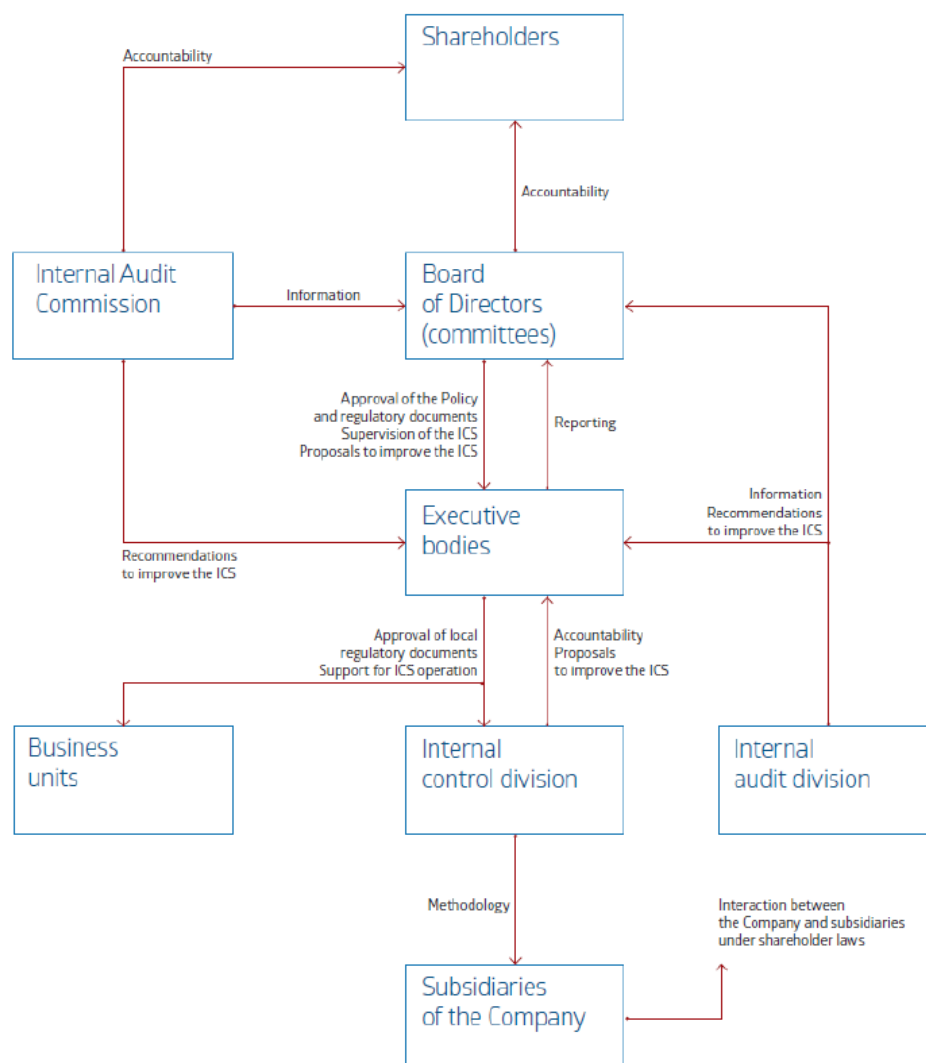 Shareholders
Accountability
Accountability
Internal Audit
Commission
Information
Board
of Directors
(committees)
Approval of the Policy
and regulatory documents
Supervision of the ICS
Proposals to improve the ICS
Reporting
Information
Recommendations
to improve the ICS
Executive
bodies
Recommendations
to improve the ICS
Approval of local
regulatory documents
Support for ICS operation
Accountability
Proposals
to improve the ICS
Business
units
Internal
control division
Internal
audit division
Methodology
Interaction between
the Company and subsidiaries
under shareholder laws
Subsidiaries
of the Company